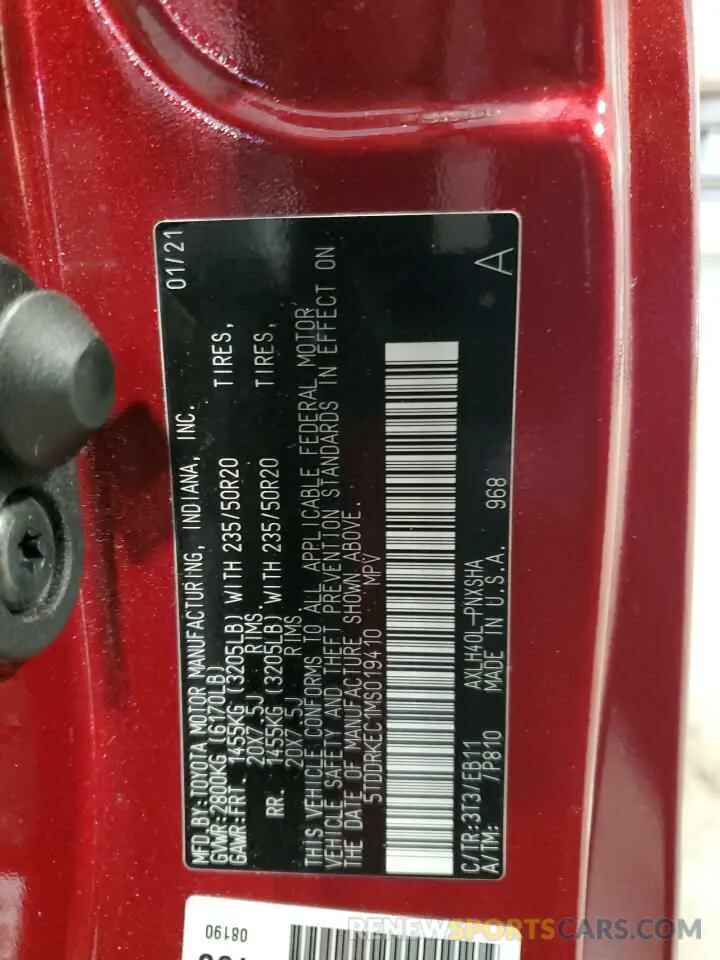 MFD.BY:TOYOTA MOTOR MANUFACTURING, INDIANA, INC. 01/21
GVWR:2800KG (6170LB)
GAWR:FRT. 1455KG (3205LB) WITH 235/50R20 TIRES,
20X7.5J RIMS.
RR. 1455KG (3205LB) WITH 235/50R20 TIRES,
20X7.5J RIMS
THIS VEHICLE CONFORMS TO ALL APPLICABLE FEDERAL MOTOR
VEHICLE SAFETY AND THEFT PREVENTION STANDARDS IN EFFECT ON
THE DATE OF MANUFACTURE SHOWN ABOVE.
5TDDRKEC1MS019410 MPV
C/TR:3T3/EB11 AXLH40L-PNXSHA
A/TM: /P810 MADE IN U.S.A. 968 A
08190
RENEWSPORTSCARS.COM